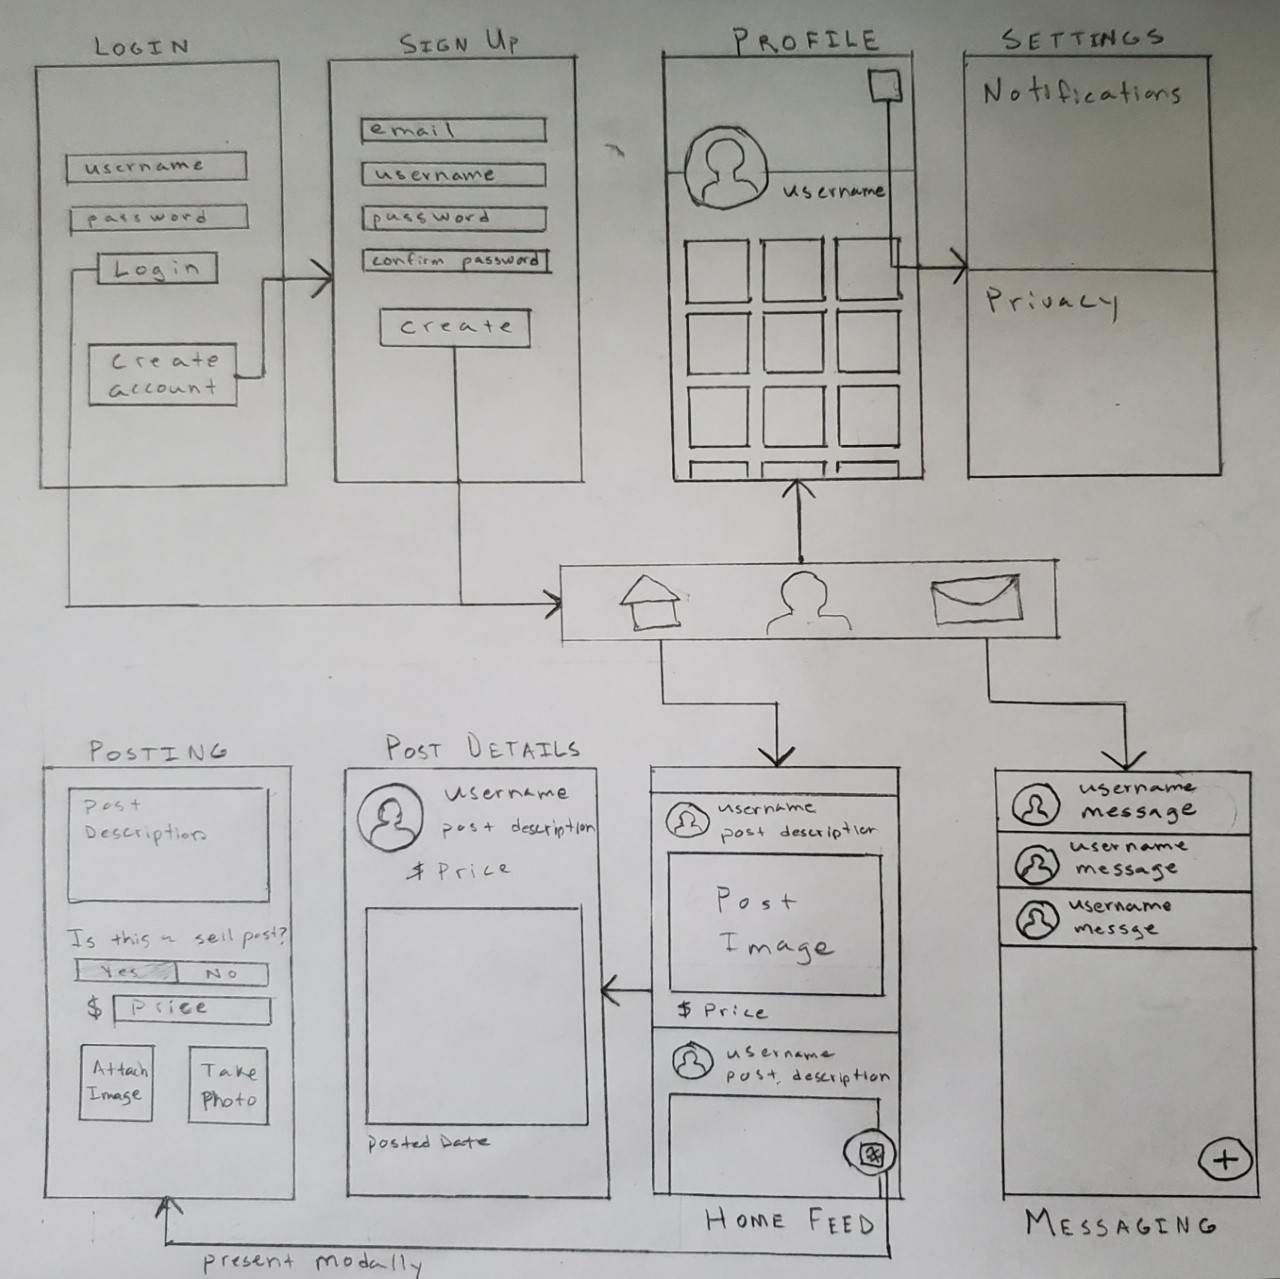 LOGIN
username
password
Login
Create
account
SIGN UP
email
username
password
confirm password
create
PROFILE
username
SETTINGS
Notifications
Privacy
POSTING
Post
Description
Is this a sell post?
Yes No
$ Price
Attach
Image
Take
Photo
POST DETAILS
username
post description
$ Price
Posted Date
username
post description
Post
Image
$ Price
username
post description
HOME FEED
username
message
username
message
username
messge
+
MESSAGING
present modally